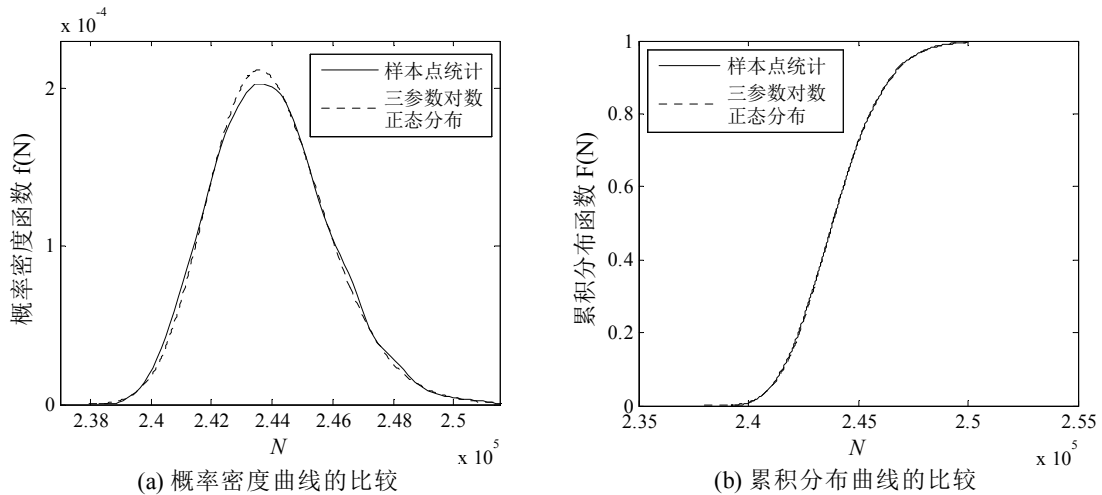 x 10-4
2
1
0
概率密度函数 f(N)
样本点统计
三参数对数
正态分布
2.38 2.4 2.42 2.44 2.46 2.48 2.5
N
x 105
(a) 概率密度曲线的比较
1
0.8
0.6
0.4
0.2
0
累积分布函数 F(N)
样本点统计
三参数对数
正态分布
2.35 2.4 2.45 2.5 2.55
N
x 105
(b) 累积分布曲线的比较